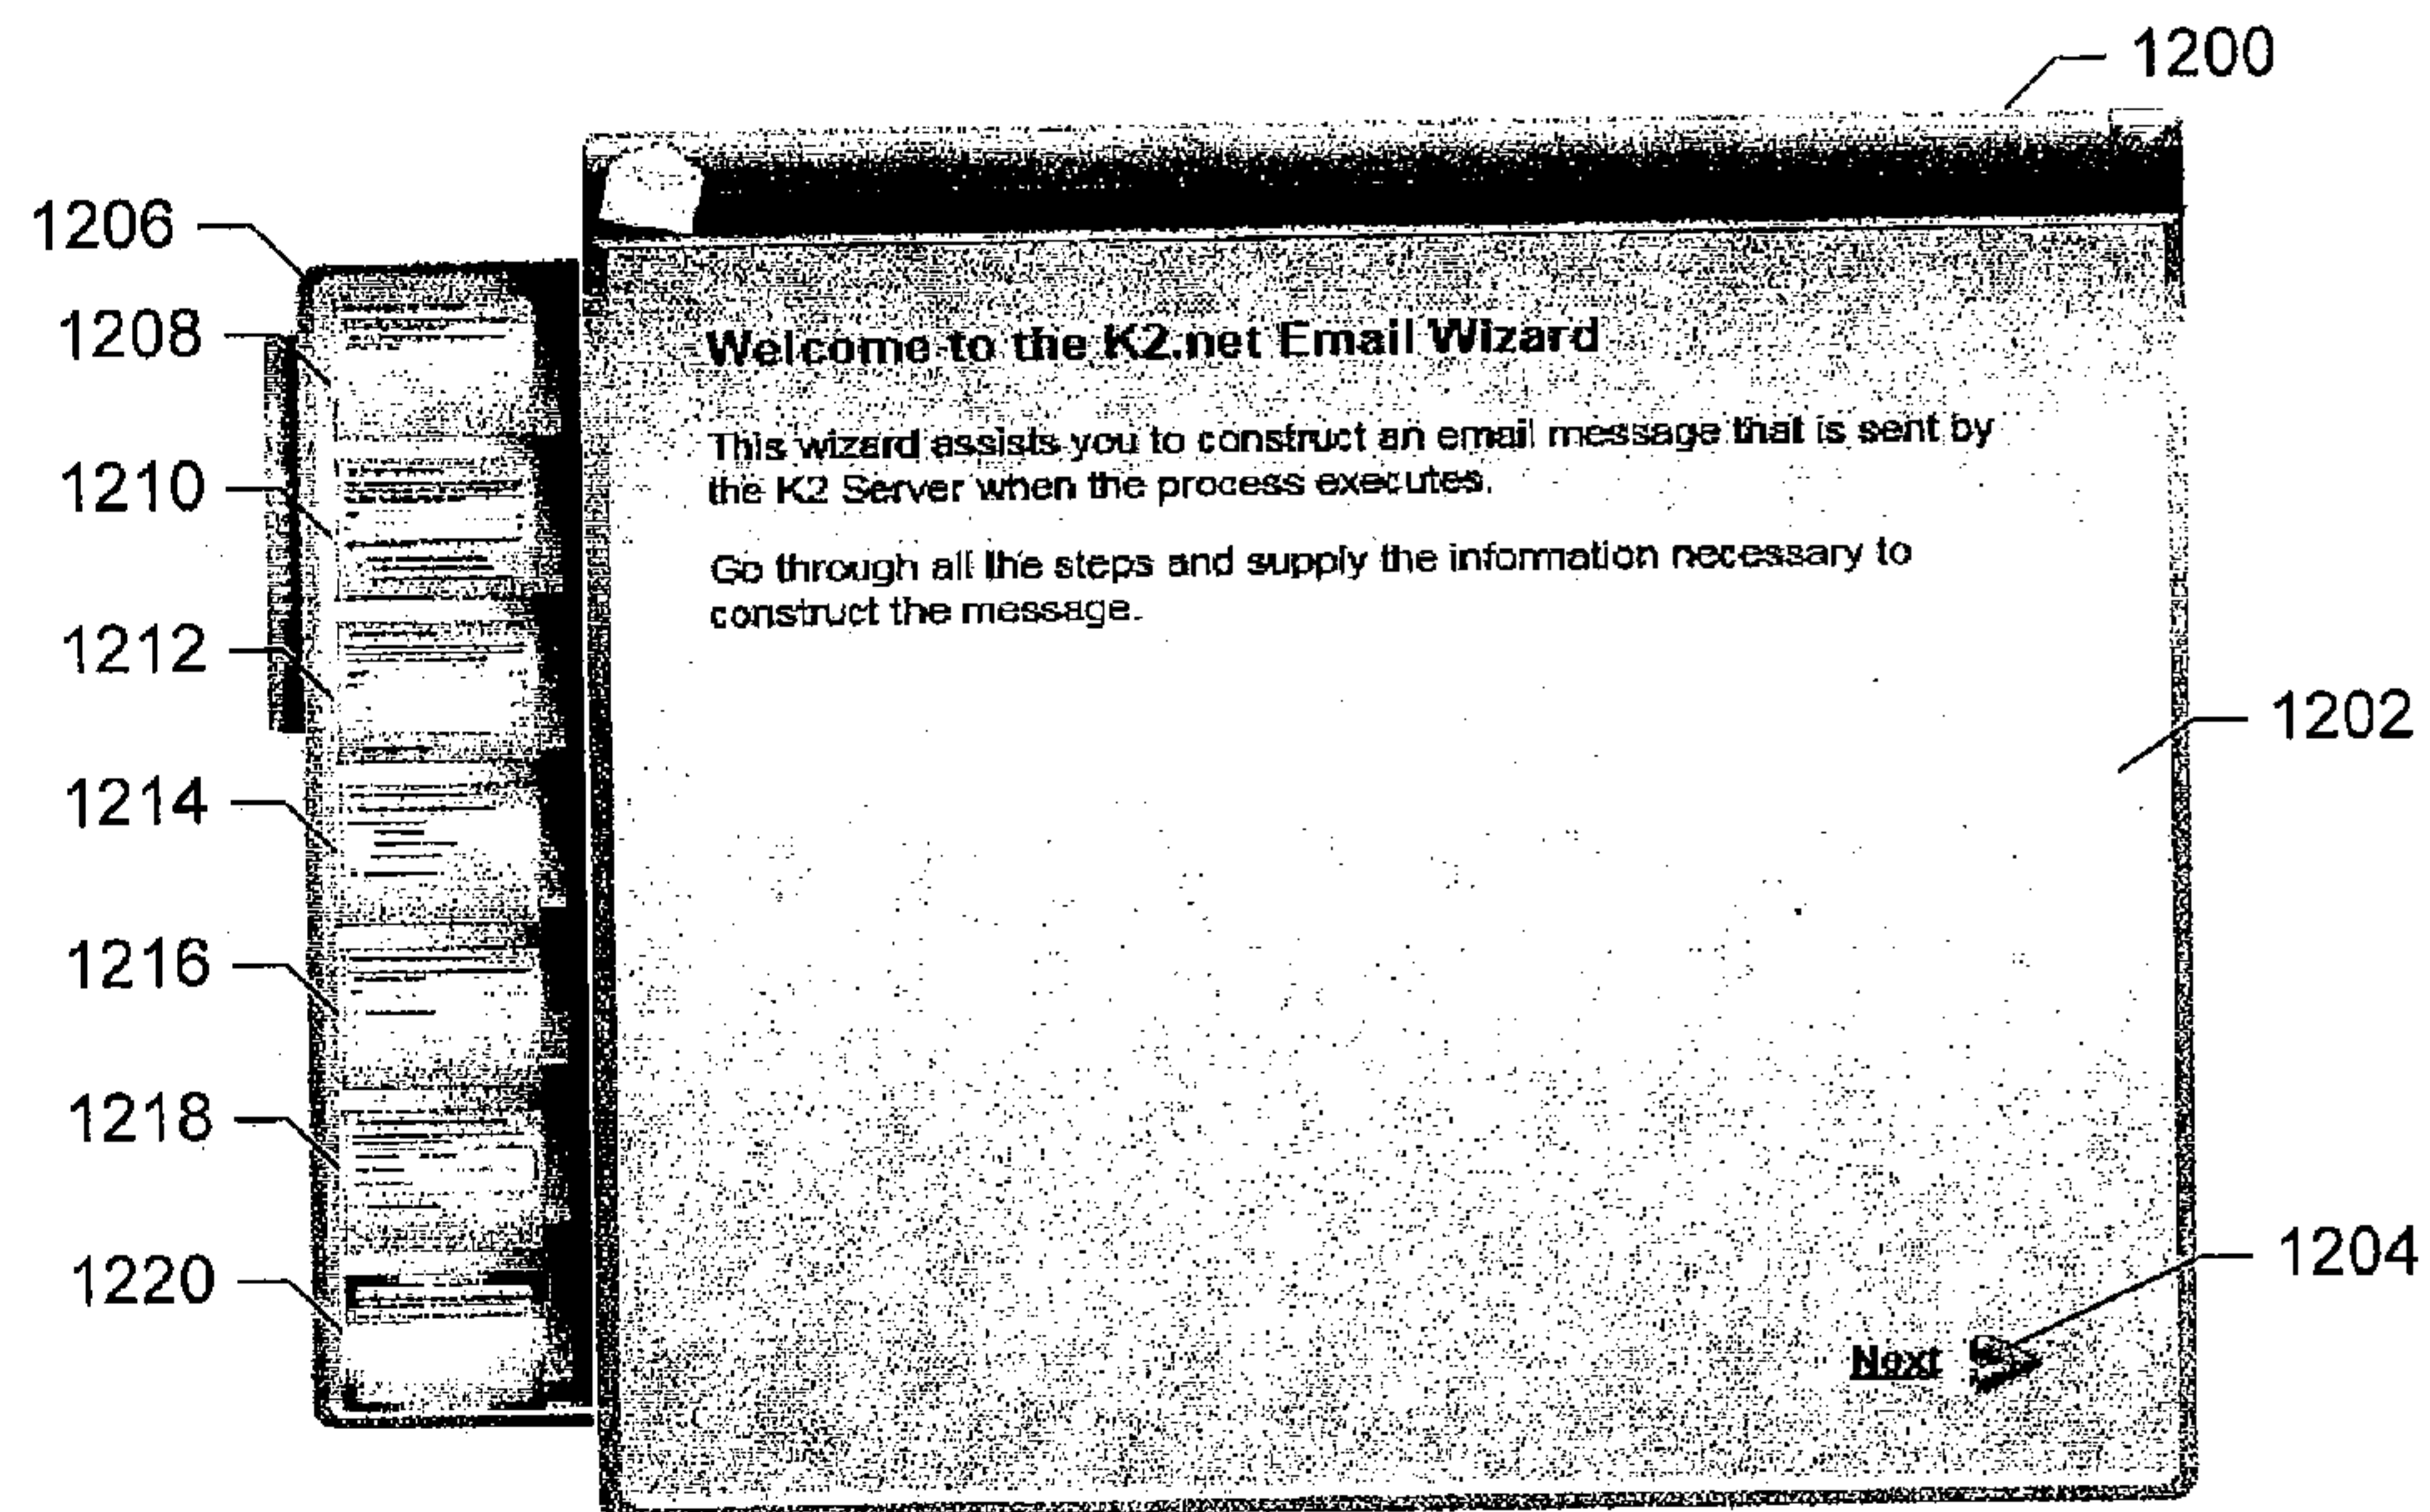 1200
1206
1208
Welcome to the K2.net Email Wizard
This wizard assists you to construct an email message that is sent by
1210
the K2 Server when the process executes.
Go through all the steps and supply the information necessary to
construct the message.
1212
1202
1214
1216
1218
1204
1220
Next